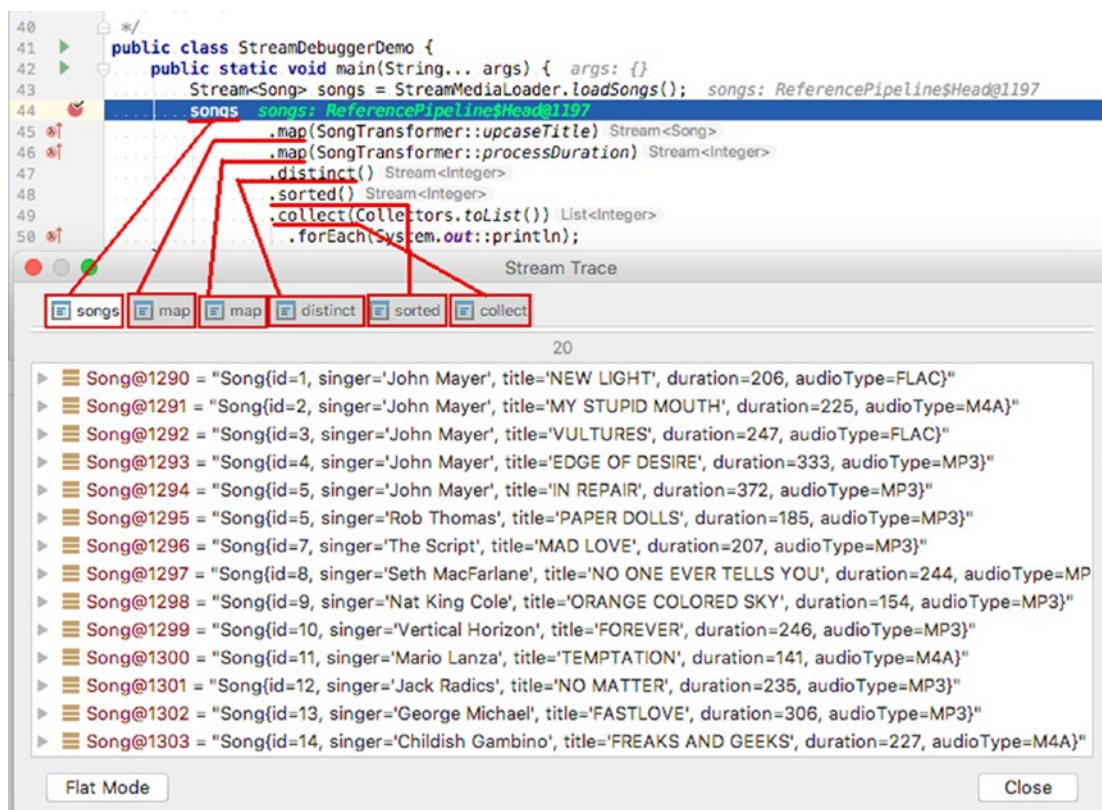 40 */
41 public class StreamDebuggerDemo {
42 public static void main(String... args) { args: {}
43 Stream<Song> songs = StreamMediaLoader.loadSongs(); songs: ReferencePipeline$Head@1197
44 songs songs: ReferencePipeline$Head@1197
45 .map(SongTransformer::upcaseTitle) Stream<Song>
46 .map(SongTransformer::processDuration) Stream<Integer>
47 .distinct() Stream<Integer>
48 .sorted() Stream<Integer>
49 .collect(Collectors.toList()) List<Integer>
50 .forEach(System.out::println);
Stream Trace
songs map map distinct sorted collect
20
Song@1290 = "Song{id=1, singer='John Mayer', title='NEW LIGHT', duration=206, audioType=FLAC}"
Song@1291 = "Song{id=2, singer='John Mayer', title='MY STUPID MOUTH', duration=225, audioType=M4A}"
Song@1292 = "Song{id=3, singer='John Mayer', title='VULTURES', duration=247, audioType=FLAC}"
Song@1293 = "Song{id=4, singer='John Mayer', title='EDGE OF DESIRE', duration=333, audioType=MP3}"
Song@1294 = "Song{id=5, singer='John Mayer', title='IN REPAIR', duration=372, audioType=MP3}"
Song@1295 = "Song{id=5, singer='Rob Thomas', title='PAPER DOLLS', duration=185, audioType=MP3}"
Song@1296 = "Song{id=7, singer='The Script', title='MAD LOVE', duration=207, audioType=MP3}"
Song@1297 = "Song{id=8, singer='Seth MacFarlane', title='NO ONE EVER TELLS YOU', duration=244, audioType=MP
Song@1298 = "Song{id=9, singer='Nat King Cole', title='ORANGE COLORED SKY', duration=154, audioType=MP3}"
Song@1299 = "Song{id=10, singer='Vertical Horizon', title='FOREVER', duration=246, audioType=MP3}"
Song@1300 = "Song{id=11, singer='Mario Lanza', title='TEMPTATION', duration=141, audioType=M4A}"
Song@1301 = "Song{id=12, singer='Jack Radics', title='NO MATTER', duration=235, audioType=MP3}"
Song@1302 = "Song{id=13, singer='George Michael', title='FASTLOVE', duration=306, audioType=MP3}"
Song@1303 = "Song{id=14, singer='Childish Gambino', title='FREAKS AND GEEKS', duration=227, audioType=M4A}"
Flat Mode Close